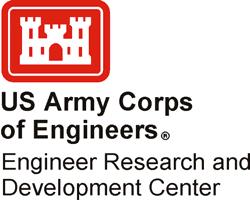 US Army Corps
of Engineers®
Engineer Research and
Development Center